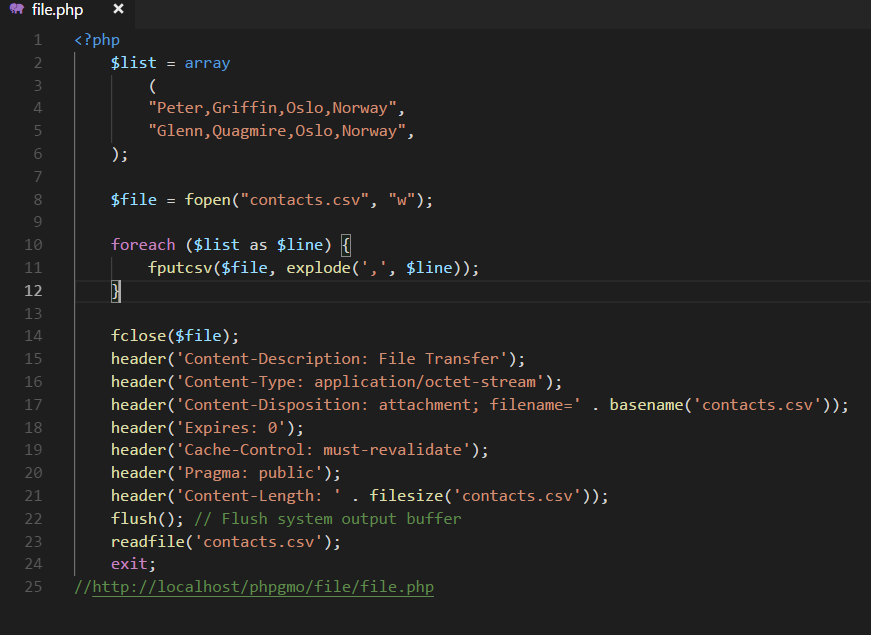 file.php ×
1 <?php
2 $list = array
3 (
4 "Peter,Griffin,Oslo,Norway",
5 "Glenn,Quagmire,Oslo,Norway",
6 );
7
8 $file = fopen("contacts.csv", "w");
9
10 foreach ($list as $line) {
11 fputcsv($file, explode(',', $line));
12 }
13
14 fclose($file);
15 header('Content-Description: File Transfer');
16 header('Content-Type: application/octet-stream');
17 header('Content-Disposition: attachment; filename=' . basename('contacts.csv'));
18 header('Expires: 0');
19 header('Cache-Control: must-revalidate');
20 header('Pragma: public');
21 header('Content-Length: ' . filesize('contacts.csv'));
22 flush(); // Flush system output buffer
23 readfile('contacts.csv');
24 exit;
25 //http://localhost/phpgmo/file/file.php